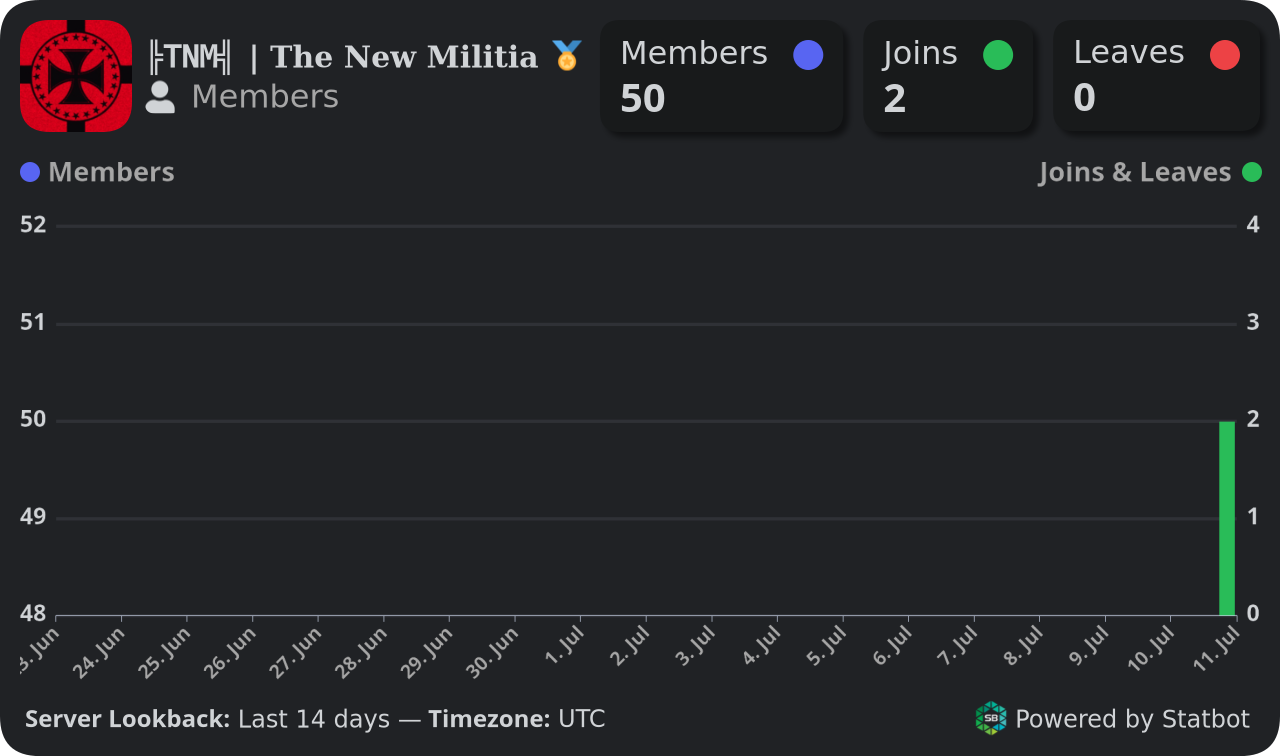 ╠TNM╣ | The New Militia 🏅
Members
Members
50
Joins
2
Leaves
0
Members
Joins & Leaves
52
51
50
49
48
4
3
2
1
0
3. Jun
24. Jun
25. Jun
26. Jun
27. Jun
28. Jun
29. Jun
30. Jun
1. Jul
2. Jul
3. Jul
4. Jul
5. Jul
6. Jul
7. Jul
8. Jul
9. Jul
10. Jul
11. Jul
Server Lookback: Last 14 days — Timezone: UTC
SB
Powered by Statbot